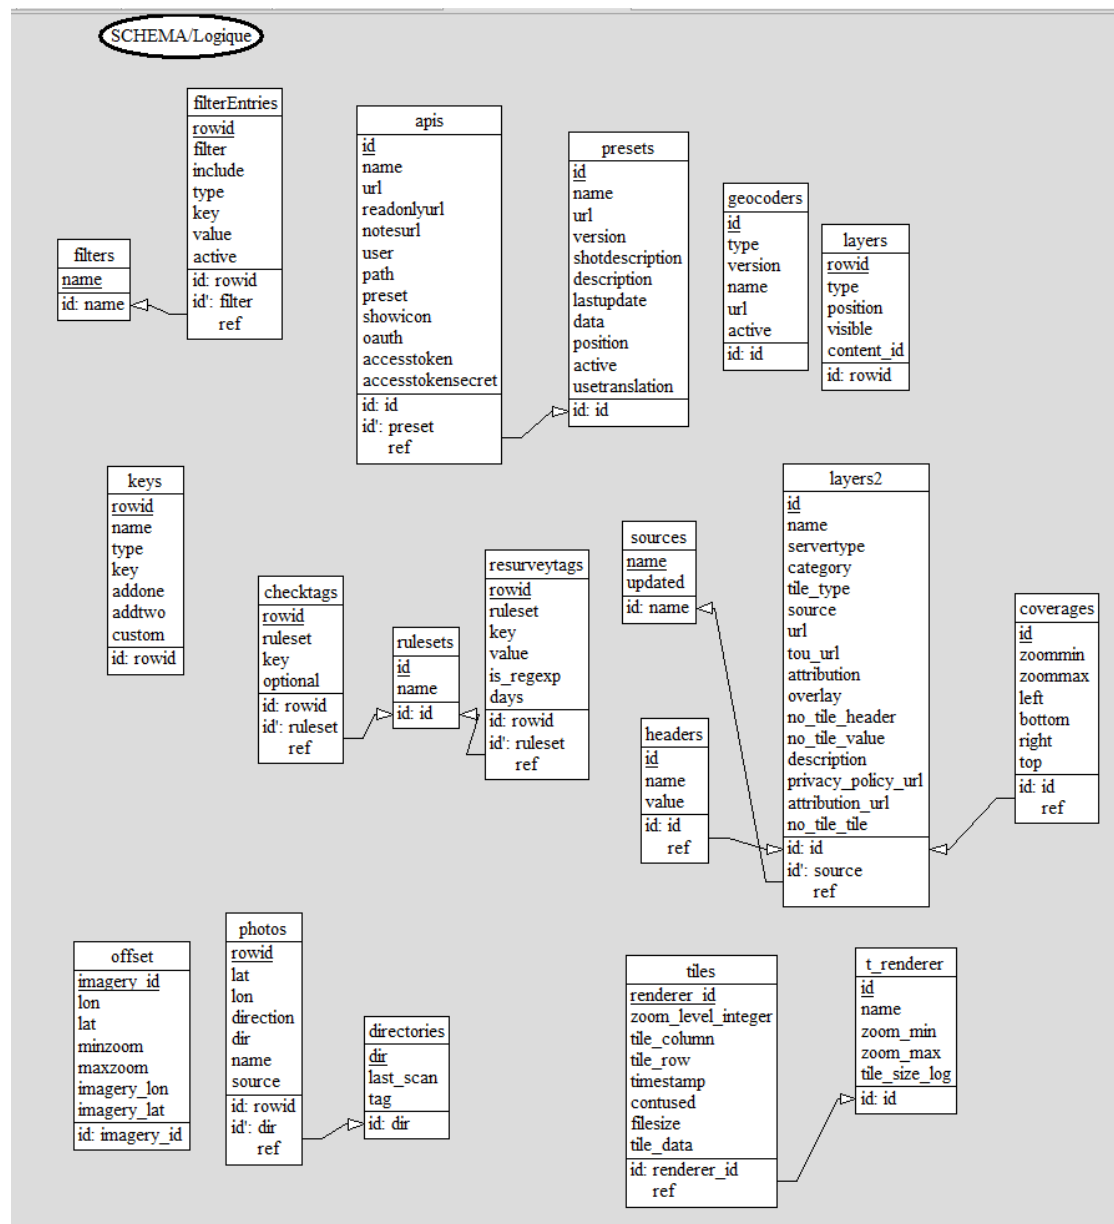 SCHEMA/Logique
filterEntries
rowid
filter
include
type
key
value
active
id: rowid
id': filter
ref
filters
name
id: name
apis
id
name
url
readonlyurl
notesurl
user
path
preset
showicon
oauth
accesstoken
accesstokensecret
id: id
id': preset
ref
presets
id
name
url
version
shotdescription
description
lastupdate
data
position
active
usetranslation
id: id
geocoders
id
type
version
name
url
active
id: id
layers
rowid
type
position
visible
content_id
id: rowid
keys
rowid
name
type
key
addone
addtwo
custom
id: rowid
checktags
rowid
ruleset
key
optional
id: rowid
id': ruleset
ref
rulesets
id
name
id: id
resurveytags
rowid
ruleset
key
value
is_regexp
days
id: rowid
id': ruleset
ref
sources
name
updated
id: name
headers
id
name
value
id: id
ref
layers2
id
name
servertype
category
tile_type
source
url
tou_url
attribution
overlay
no_tile_header
no_tile_value
description
privacy_policy_url
attribution_url
no_tile_tile
id: id
id': source
ref
coverages
id
zoommin
zoommax
left
bottom
right
top
id: id
ref
offset
imagery_id
lon
lat
minzoom
maxzoom
imagery_lon
imagery_lat
id: imagery_id
photos
rowid
lat
lon
direction
dir
name
source
id: rowid
id': dir
ref
directories
dir
last_scan
tag
id: dir
tiles
renderer_id
zoom_level_integer
tile_column
tile_row
timestamp
contused
filesize
tile_data
id: renderer_id
ref
t_renderer
id
name
zoom_min
zoom_max
tile_size_log
id: id